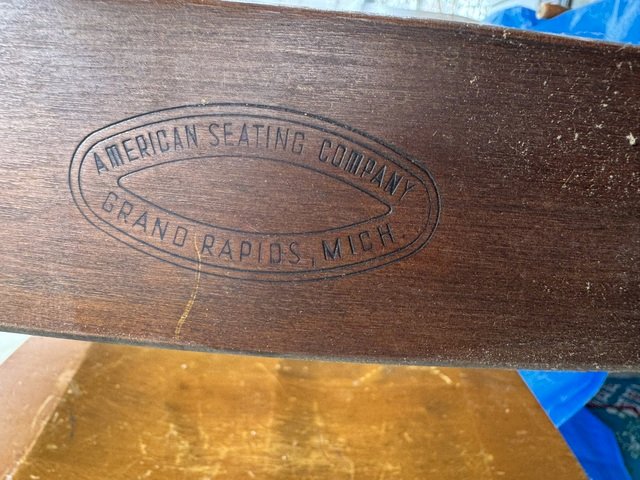 AMERICAN SEATING COMPANY
GRAND RAPIDS, MICH.